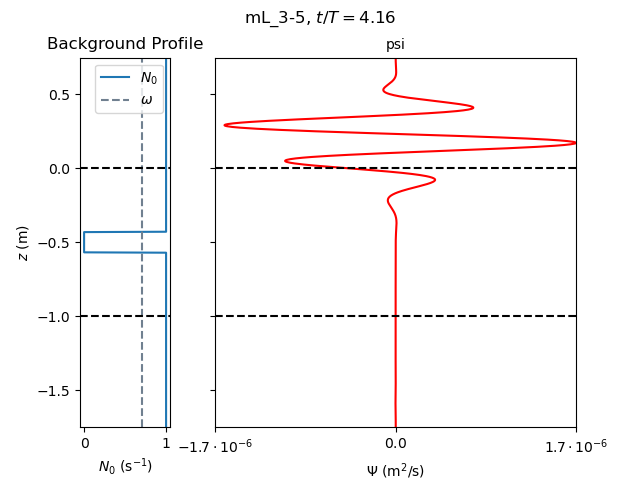 mL_3-5, t/T = 4.16
Background Profile
psi
N₀
ω
0.5
0.0
−0.5
−1.0
−1.5
z (m)
0
1
−1.7 · 10⁻⁶
0.0
1.7 · 10⁻⁶
N₀ (s⁻¹)
Ψ (m²/s)